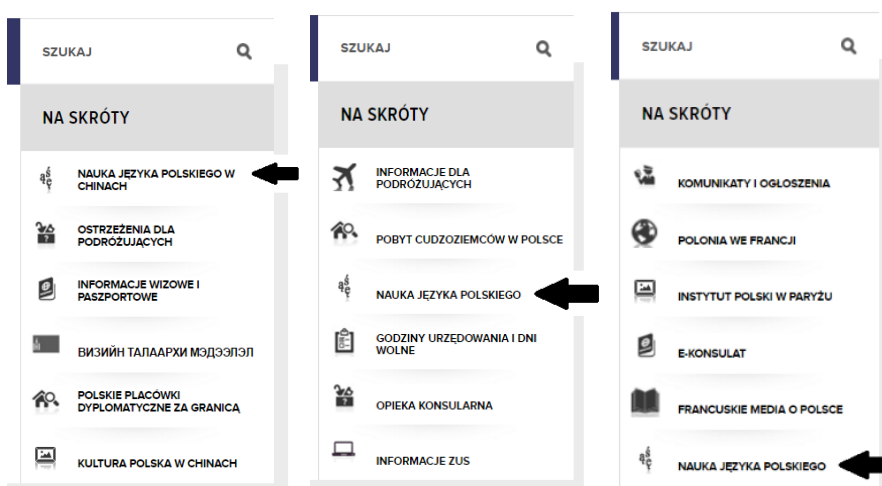 SZUKAJ
NA SKRÓTY
NAUKA JĘZYKA POLSKIEGO W
CHINACH
OSTRZEŻENIA DLA
PODRÓŻUJĄCYCH
INFORMACJE WIZOWE I
PASZPORTOWE
ВИЗИЙН ТАЛААРХИ МЭДЭЭЛЭЛ
POLSKIE PLACÓWKI
DYPLOMATYCZNE ZA GRANICĄ
KULTURA POLSKA W CHINACH
SZUKAJ
NA SKRÓTY
INFORMACJE DLA
PODRÓŻUJĄCYCH
POBYT CUDZOZIEMCÓW W POLSCE
ąśęę
NAUKA JĘZYKA POLSKIEGO
GODZINY URZĘDOWANIA I DNI
WOLNE
OPIEKA KONSULARNA
INFORMACJE ZUS
SZUKAJ
NA SKRÓTY
KOMUNIKATY I OGŁOSZENIA
POLONIA WE FRANCJI
INSTYTUT POLSKI W PARYŻU
E-KONSULAT
FRANCUSKIE MEDIA O POLSCE
NAUKA JĘZYKA POLSKIEGO